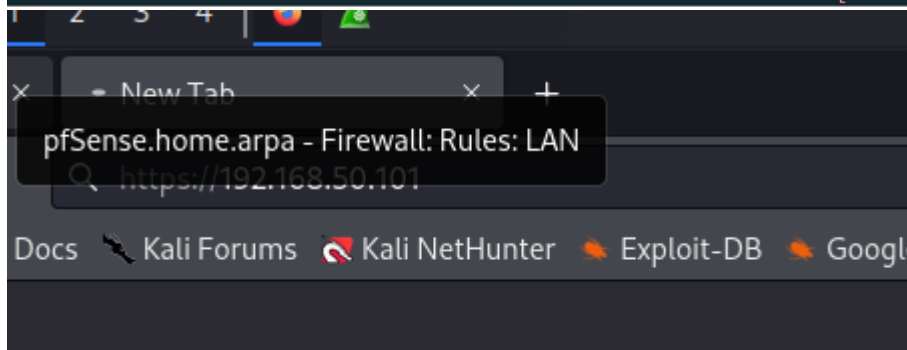 1 2 3 4
New Tab
pfSense.home.arpa - Firewall: Rules: LAN
https://192.168.50.101
Docs Kali Forums Kali NetHunter Exploit-DB Googl